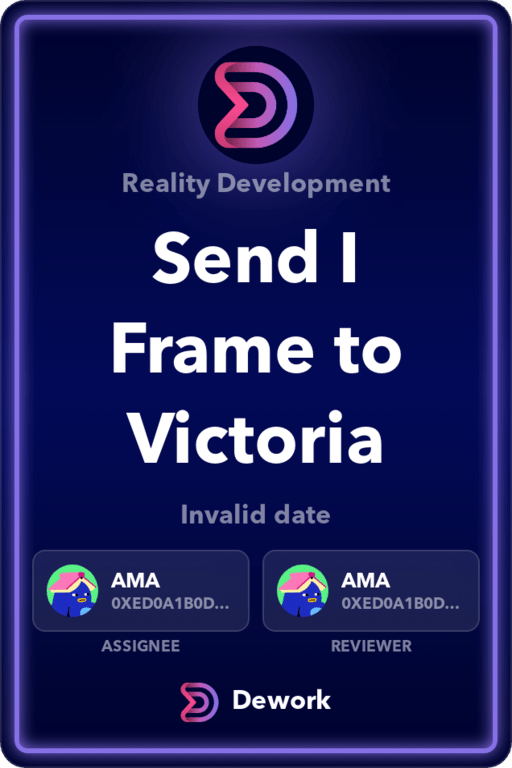 Reality Development
Send I
Frame to
Victoria
Invalid date
AMA
0XED0A1B0D...
ASSIGNEE
AMA
0XED0A1B0D...
REVIEWER
Dework